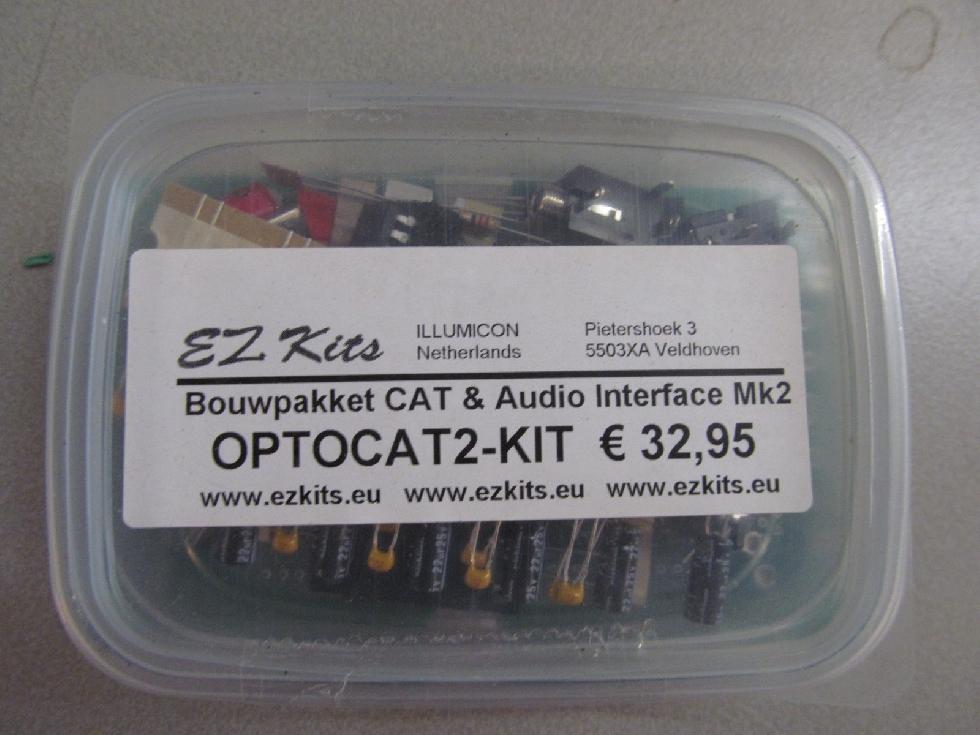 EZ Kits
ILLUMICON
Netherlands
Pietershoek 3
5503XA Veldhoven
Bouwpakket CAT & Audio Interface Mk2
OPTOCAT2-KIT € 32,95
www.ezkits.eu www.ezkits.eu www.ezkits.eu